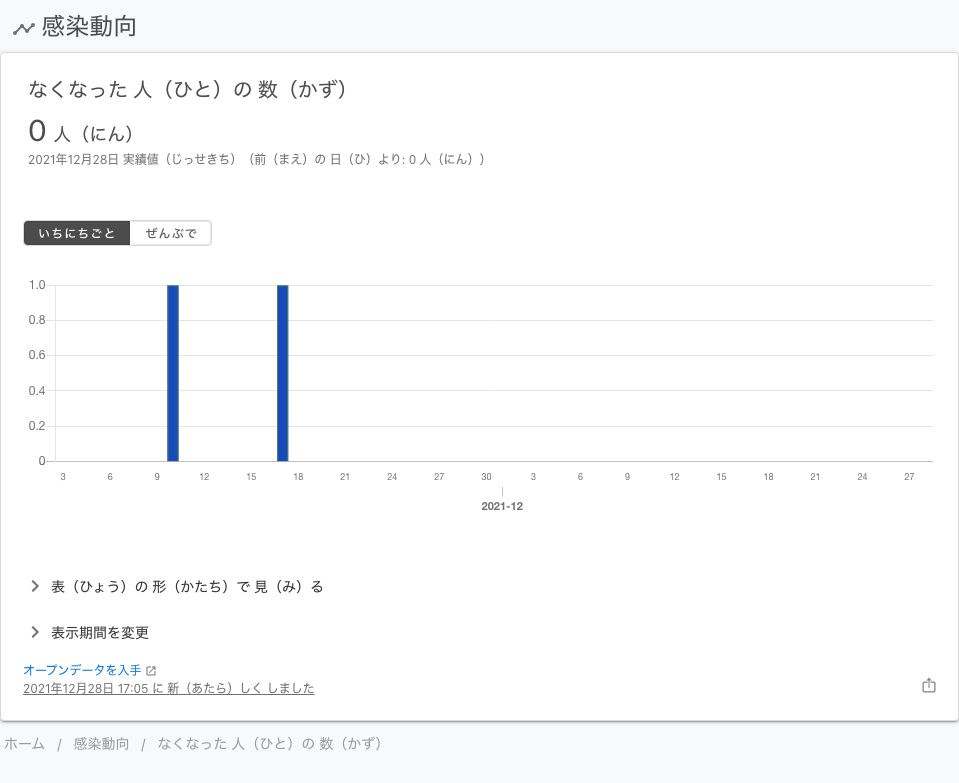 感染動向
なくなった 人（ひと）の 数（かず）
0 人（にん）
2021年12月28日 実績値（じっせきち）（前（まえ）の 日（ひ）より: 0 人（にん））
いちにちごと ぜんぶで
1.0
0.8
0.6
0.4
0.2
0
3 6 9 12 15 18 21 24 27 30 3 6 9 12 15 18 21 24 27
2021-12
表（ひょう）の 形（かたち）で 見（み）る
表示期間を変更
オープンデータを入手
2021年12月28日 17:05 に 新（あたら）しく しました
ホーム / 感染動向 / なくなった 人（ひと）の 数（かず）